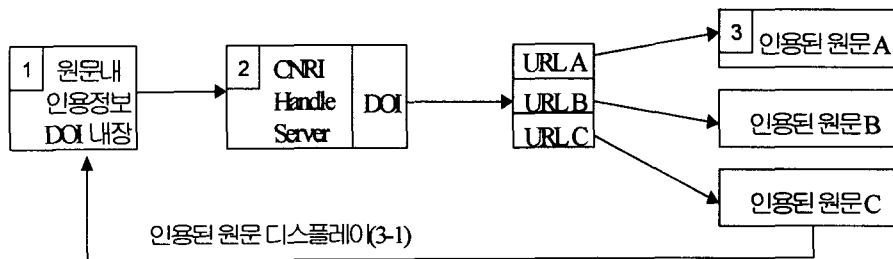 1
원문내
인용정보
DOI 내장
2
CNRI
Handle
Server
DOI
URL A
URL B
URL C
3
인용된 원문 A
인용된 원문 B
인용된 원문 C
인용된 원문 디스플레이(3-1)